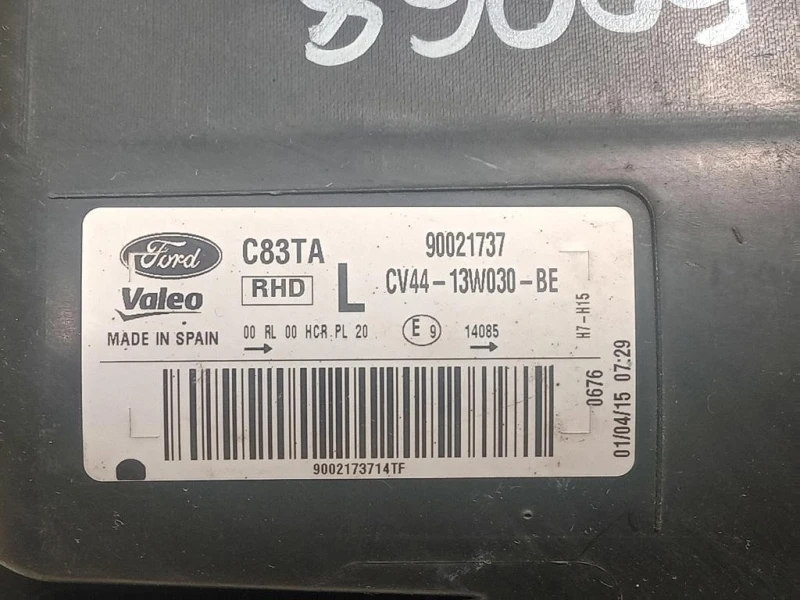 Ford
C83TA
90021737
Valeo
RHD
L
CV44-13W030-BE
MADE IN SPAIN
00 RL 00 HCR PL 20
E 9
14085
H7-H15
0676
01/04/15 07:29
9002173714TF